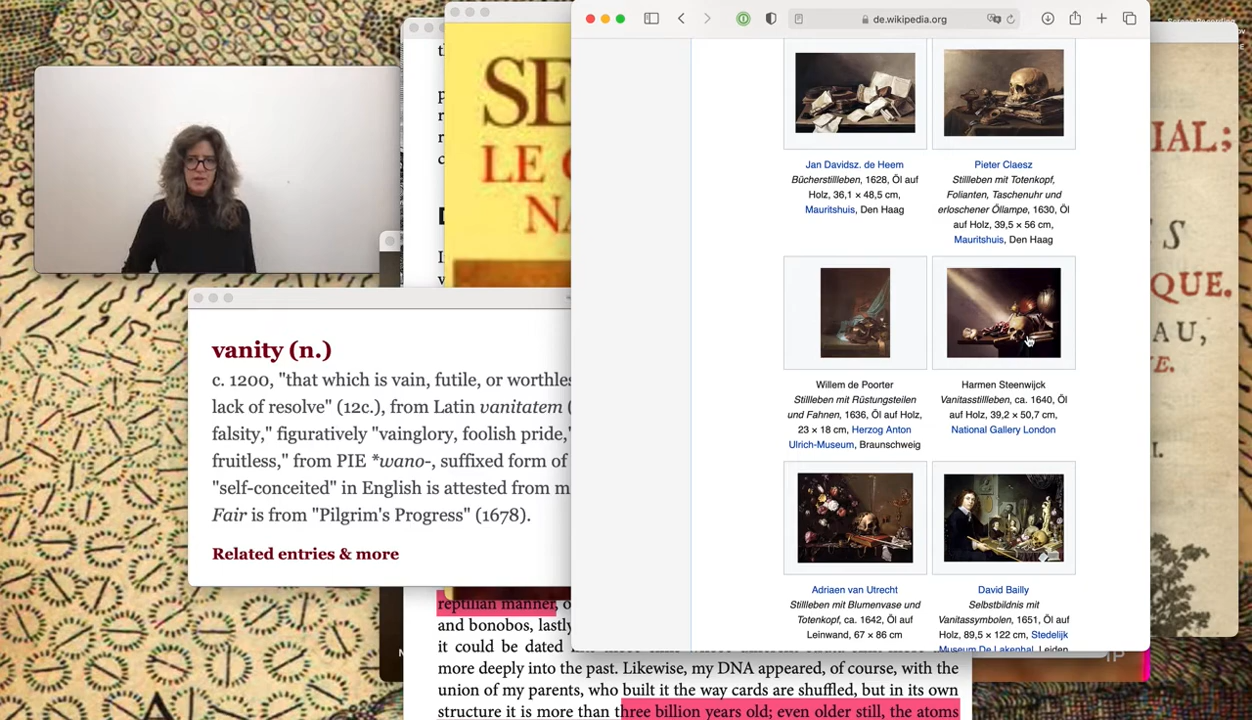 SE
LE
NA
de.wikipedia.org
Jan Davidsz. de Heem
Bücherstillleben, 1628, Öl auf
Holz, 36,1 × 48,5 cm,
Mauritshuis, Den Haag
Pieter Claesz
Stillleben mit Totenkopf,
Folianten, Taschenuhr und
erloschener Öllampe, 1630, Öl
auf Holz, 39,5 × 56 cm,
Mauritshuis, Den Haag
Willem de Poorter
Stillleben mit Rüstungsteilen
und Fahnen, 1636, Öl auf Holz,
23 × 18 cm, Herzog Anton
Ulrich-Museum, Braunschweig
Harmen Steenwijck
Vanitasstillleben, ca. 1640, Öl
auf Holz, 39,2 × 50,7 cm,
National Gallery London
Adriaen van Utrecht
Stillleben mit Blumenvase und
Totenkopf, ca. 1642, Öl auf
Leinwand, 67 × 86 cm
David Bailly
Selbstbildnis mit
Vanitassymbolen, 1651, Öl auf
Holz, 89,5 × 122 cm, Stedelijk
Museum De Lakenhal, Leiden
IAL;
S
QUE.
AU,
vanity (n.)
c. 1200, "that which is vain, futile, or worthles
lack of resolve" (12c.), from Latin vanitatem (
falsity," figuratively "vainglory, foolish pride,"
fruitless," from PIE *wano-, suffixed form of
"self-conceited" in English is attested from m
Fair is from "Pilgrim's Progress" (1678).
Related entries & more
reptilian manner, o
and bonobos, lastly
it could be dated
more deeply into the past. Likewise, my DNA appeared, of course, with the
union of my parents, who built it the way cards are shuffled, but in its own
structure it is more than three billion years old; even older still, the atoms